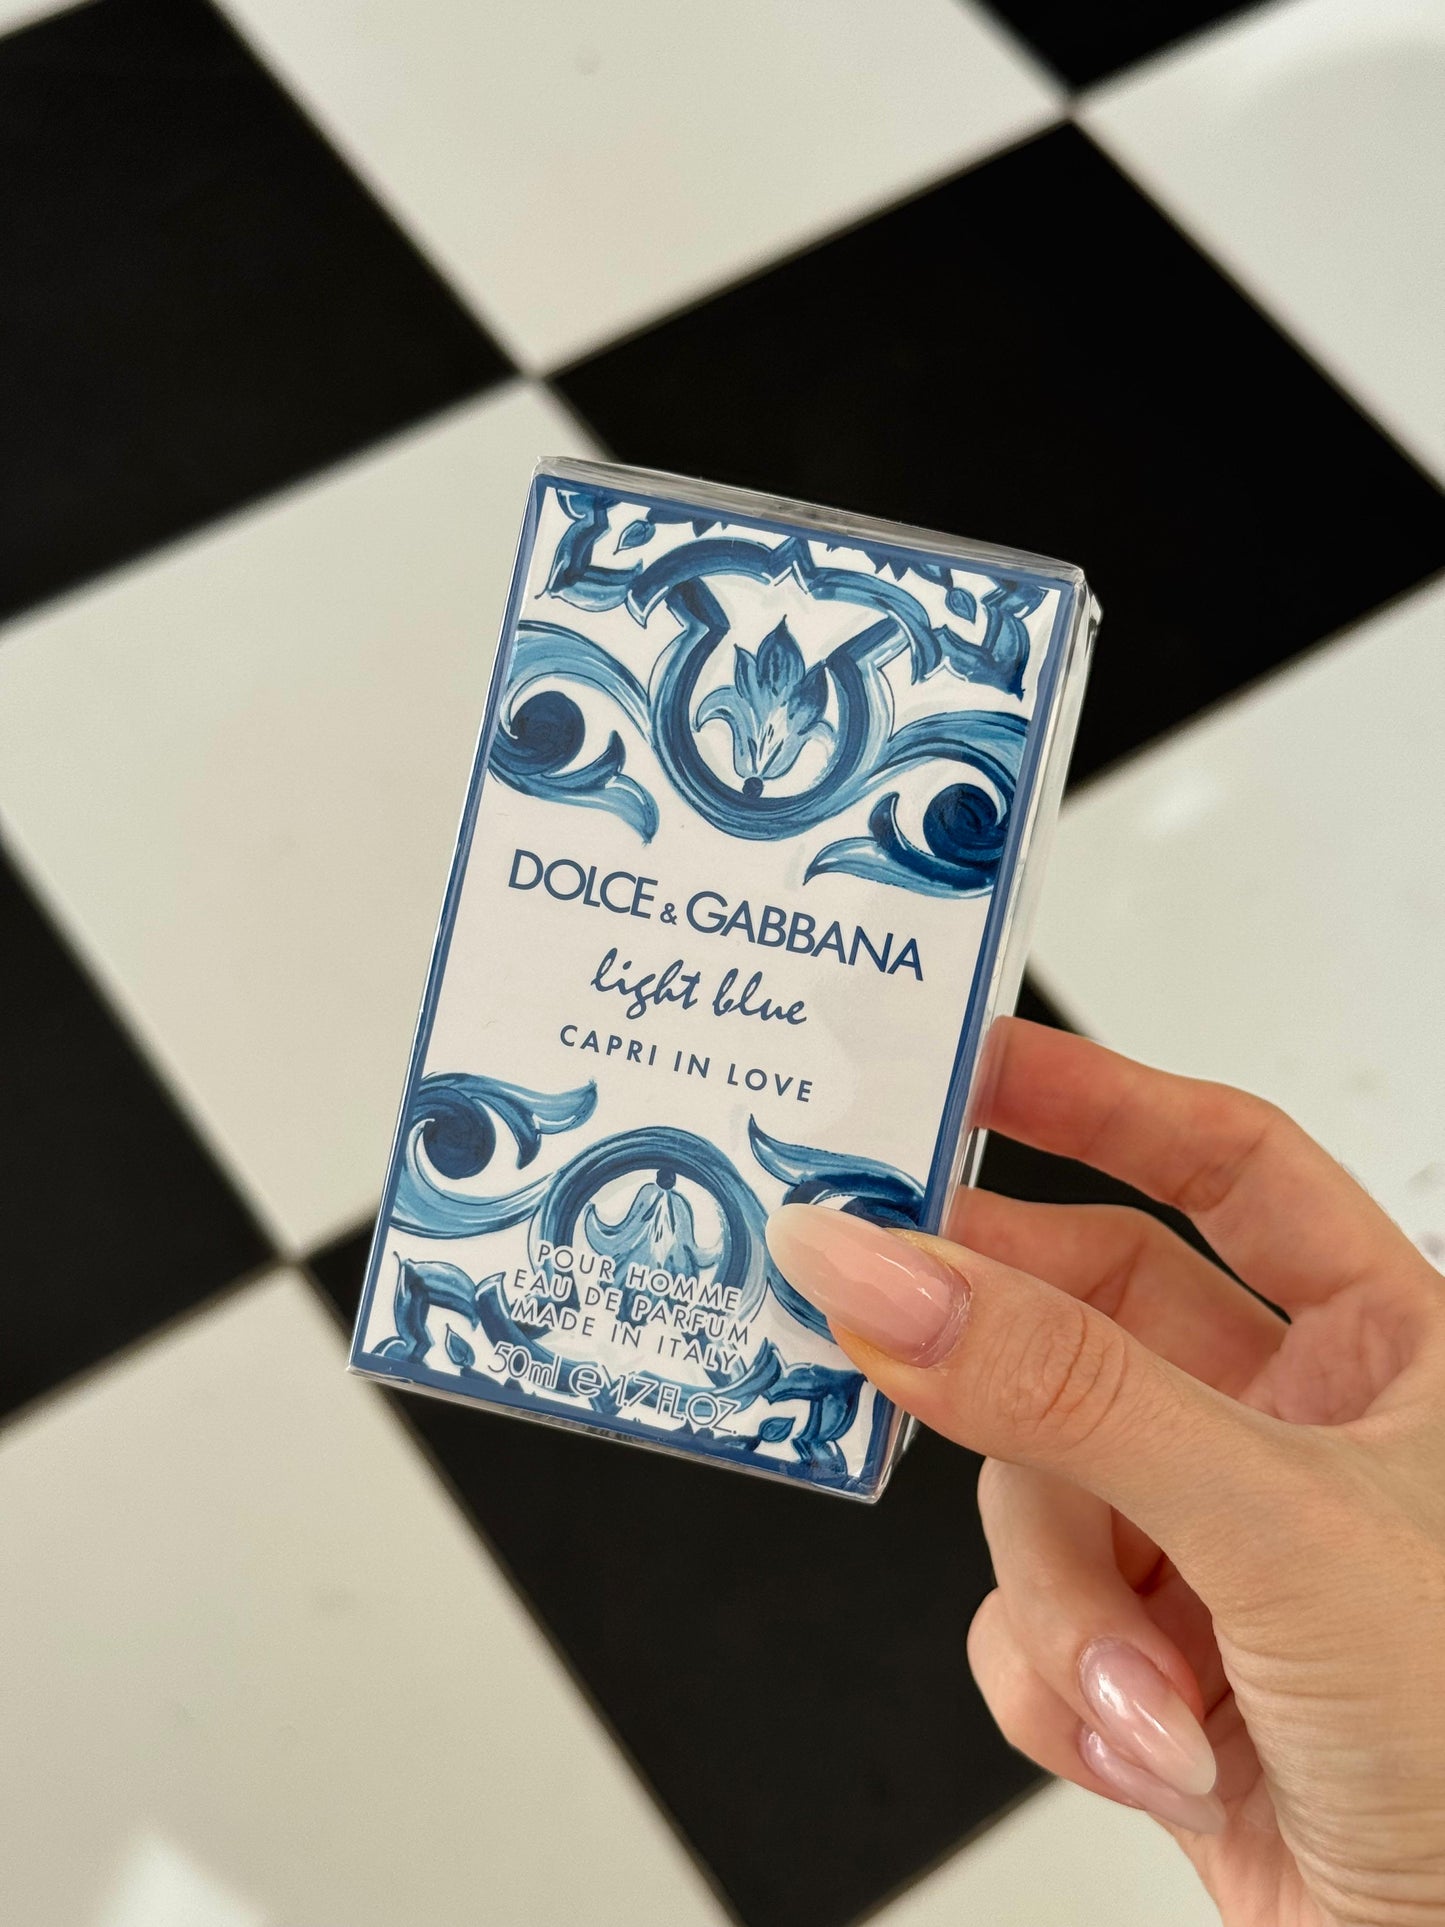 DOLCE & GABBANA
light blue
CAPRI IN LOVE
POUR HOMME
EAU DE PARFUM
MADE IN ITALY
50ml e 1.7 FL.OZ.